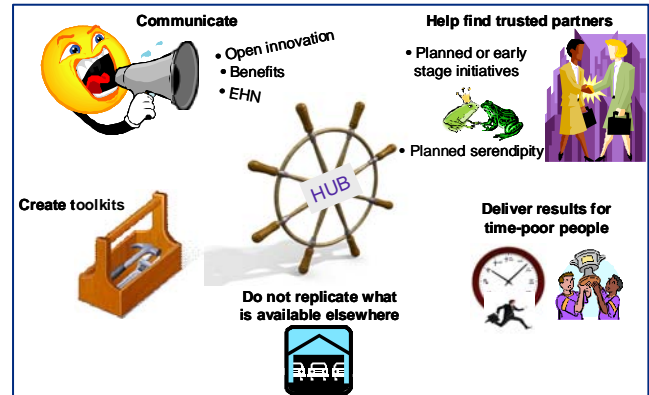 Communicate
• Open innovation
• Benefits
• EHN
Help find trusted partners
• Planned or early
stage initiatives
• Planned serendipity
HUB
Create toolkits
Deliver results for
time-poor people
Do not replicate what
is available elsewhere